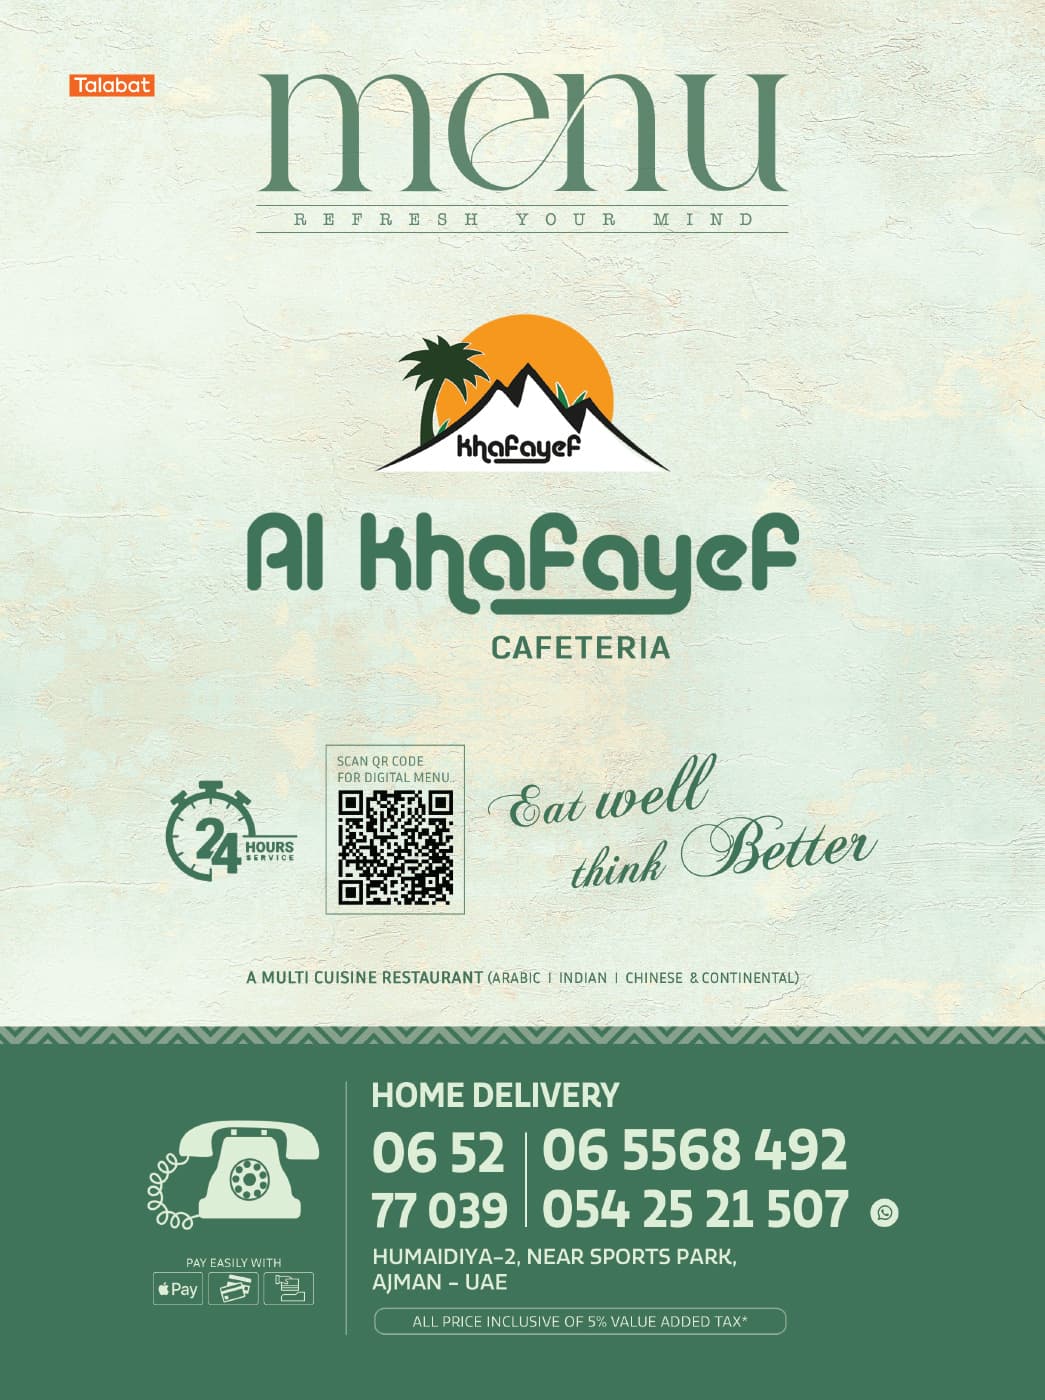 Talabat
menu
REFRESH YOUR MIND
khafayef
Al khafayef
CAFETERIA
SCAN QR CODE
FOR DIGITAL MENU..
24 HOURS
SERVICE
Eat well
think Better
A MULTI CUISINE RESTAURANT (ARABIC I INDIAN I CHINESE & CONTINENTAL)
HOME DELIVERY
06 52
77 039
06 5568 492
054 25 21 507
HUMAIDIYA-2, NEAR SPORTS PARK,
AJMAN - UAE
PAY EASILY WITH
Pay
ALL PRICE INCLUSIVE OF 5% VALUE ADDED TAX*